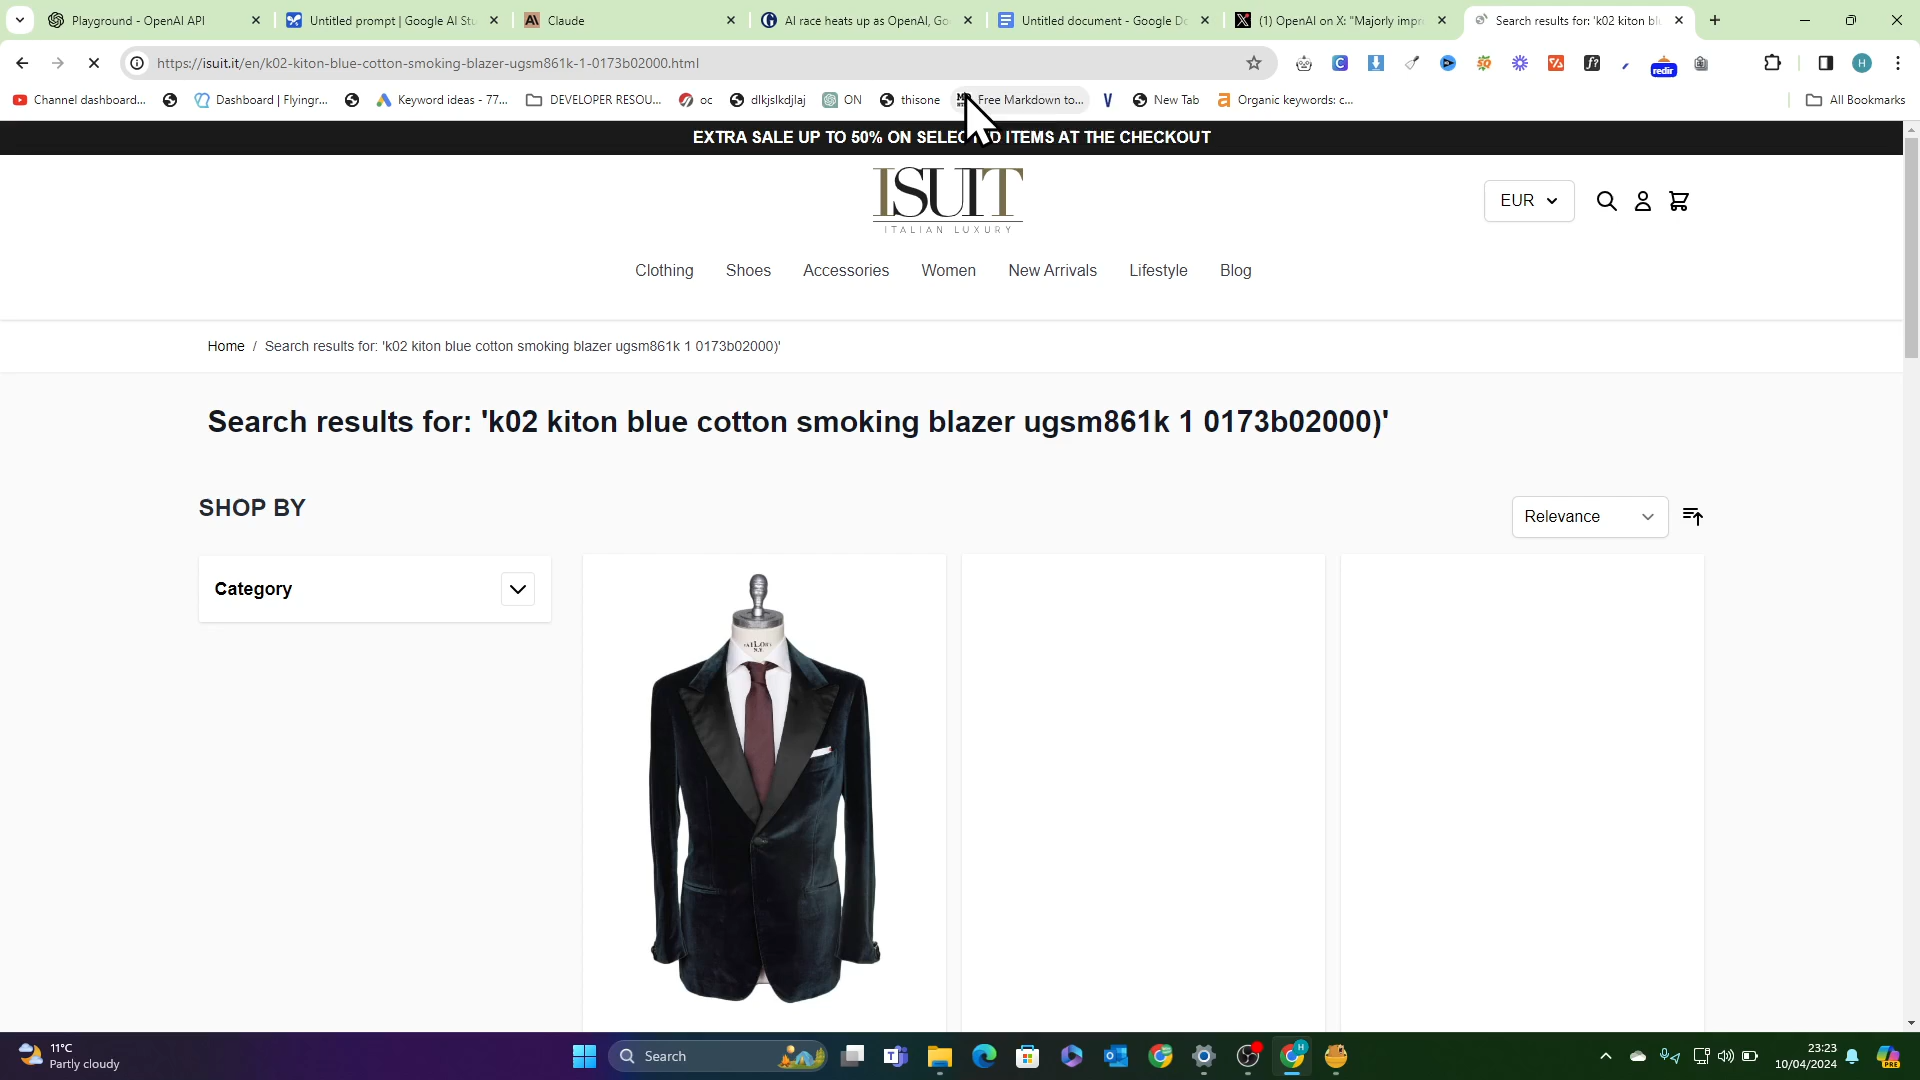 Playground - OpenAI API
Untitled prompt | Google AI Stu
Claude
AI race heats up as OpenAI, Go
Untitled document - Google Do
(1) OpenAI on X: "Majorly impr
Search results for: 'k02 kiton bl
https://isuit.it/en/k02-kiton-blue-cotton-smoking-blazer-ugsm861k-1-0173b02000.html
redir
H
Channel dashboard...
Dashboard | Flyingr...
Keyword ideas - 77...
DEVELOPER RESOU...
oc
dlkjslkdjlaj
ON
thisone
Free Markdown to...
New Tab
Organic keywords: c...
All Bookmarks
EXTRA SALE UP TO 50% ON ITEMS AT THE CHECKOUT
ISUIT
ITALIAN LUXURY
EUR
Clothing
Shoes
Accessories
Women
New Arrivals
Lifestyle
Blog
Home / Search results for: 'k02 kiton blue cotton smoking blazer ugsm861k 1 0173b02000)'
Search results for: 'k02 kiton blue cotton smoking blazer ugsm861k 1 0173b02000)'
SHOP BY
Relevance
Category
11°C
Partly cloudy
Search
23:23
10/04/2024